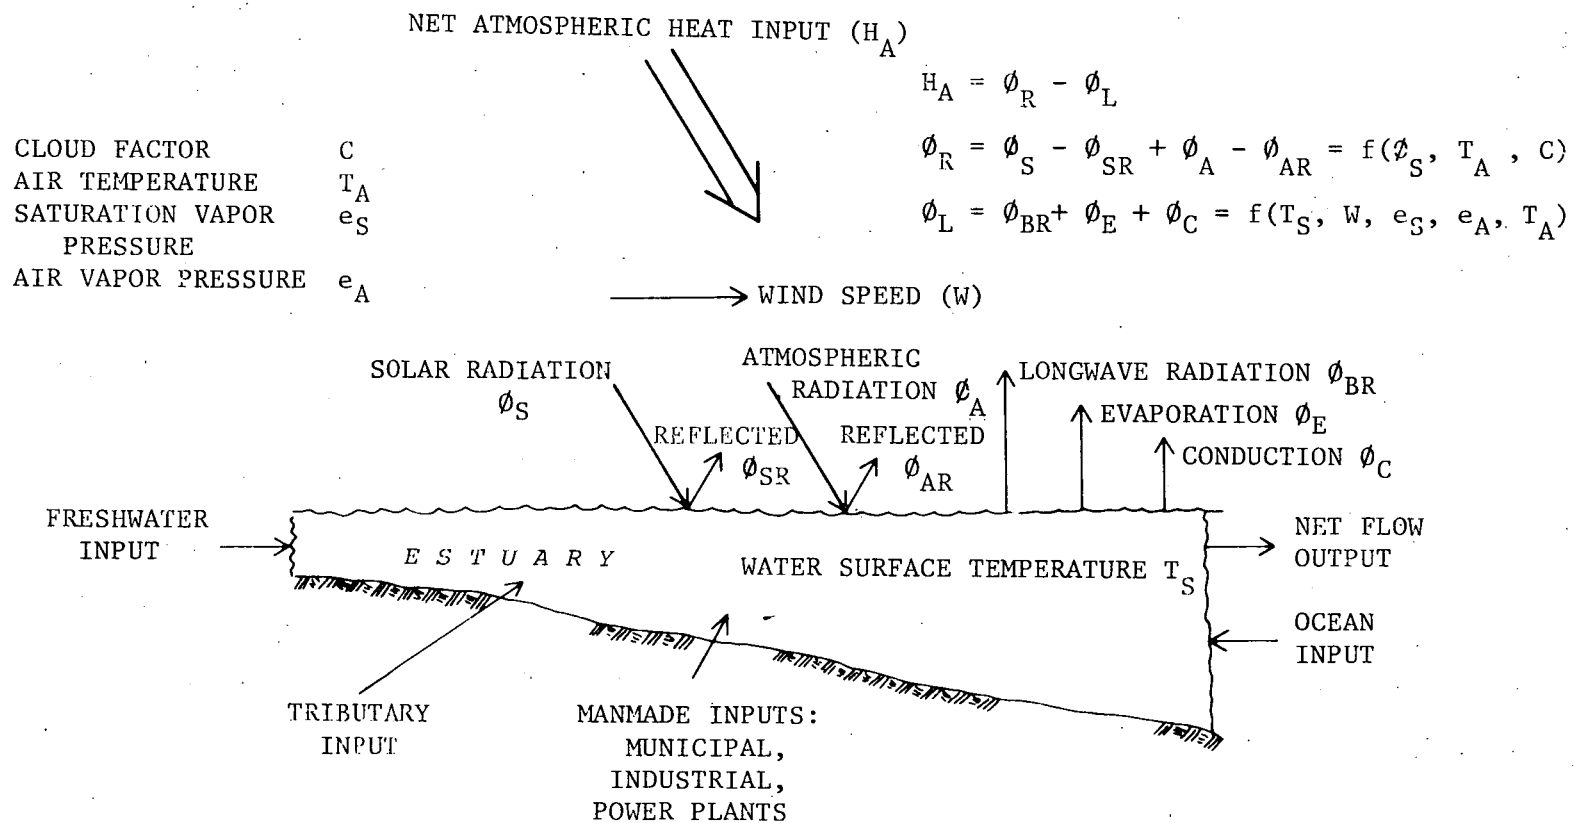 NET ATMOSPHERIC HEAT INPUT (H_A)
H_A = ø_R - ø_L
ø_R = ø_S - ø_SR + ø_A - ø_AR = f(ø_S, T_A , C)
ø_L = ø_BR+ ø_E + ø_C = f(T_S, W, e_S, e_A, T_A)
CLOUD FACTOR C
AIR TEMPERATURE T_A
SATURATION VAPOR e_S
PRESSURE
AIR VAPOR PRESSURE e_A
WIND SPEED (W)
SOLAR RADIATION
ø_S
REFLECTED
ø_SR
ATMOSPHERIC
RADIATION ø_A
REFLECTED
ø_AR
LONGWAVE RADIATION ø_BR
EVAPORATION ø_E
CONDUCTION ø_C
FRESHWATER
INPUT
ESTUARY
WATER SURFACE TEMPERATURE T_S
NET FLOW
OUTPUT
OCEAN
INPUT
TRIBUTARY
INPUT
MANMADE INPUTS:
MUNICIPAL,
INDUSTRIAL,
POWER PLANTS